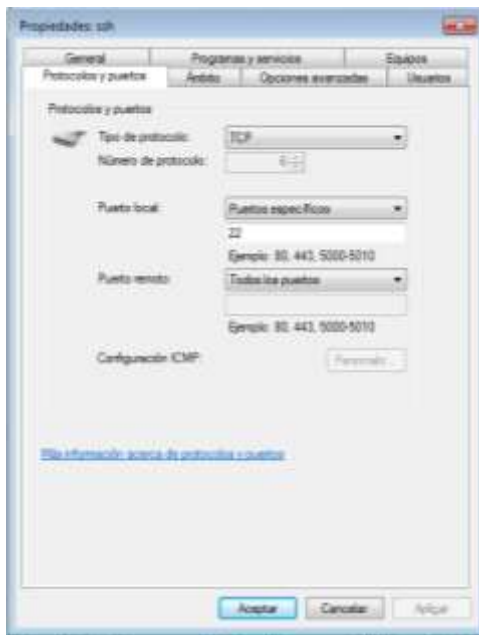 Propiedades: ssh
General Programas y servicios Equipos
Protocolos y puertos Ámbito Opciones avanzadas Usuarios
Protocolos y puertos
Tipo de protocolo: TCP
Número de protocolo: 6
Puerto local: Puertos específicos
22
Ejemplo: 80, 443, 5000-5010
Puerto remoto: Todos los puertos
Ejemplo: 80, 443, 5000-5010
Configuración ICMP: Personaliz...
Más información acerca de protocolos y puertos
Aceptar Cancelar Aplicar